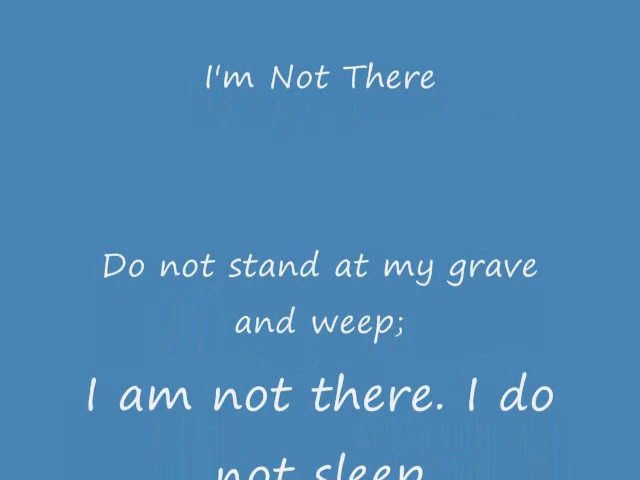 I'm Not There
Do not stand at my grave
and weep;
I am not there. I do
not sleep